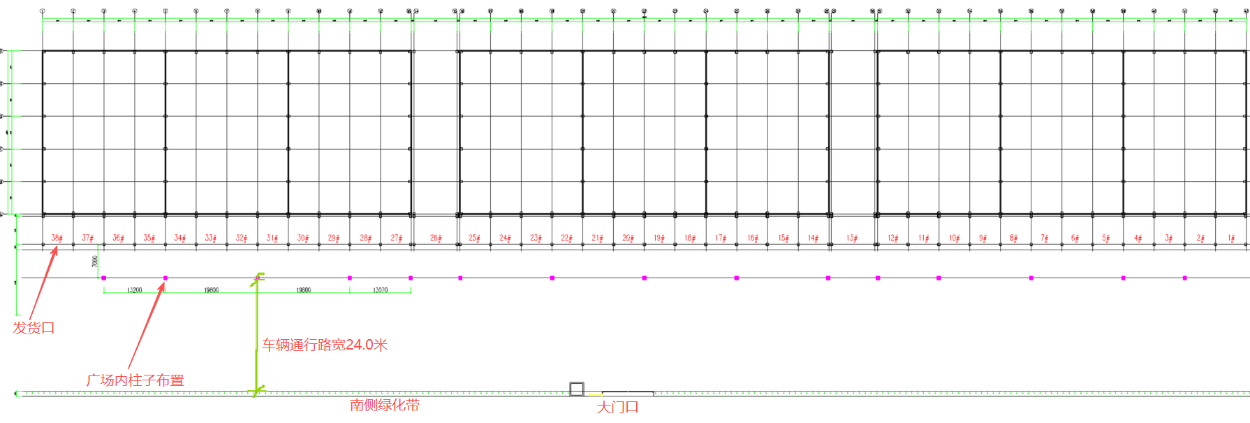 38# 37# 36# 35# 34# 33# 32# 31# 30# 29# 28# 27# 26# 25# 24# 23# 22# 21# 20# 19# 18# 17# 16# 15# 14# 13# 12# 11# 10# 9# 8# 7# 6# 5# 4# 3# 2# 1#
7000
13200 19800 19800 13070
发货口
车辆通行路宽24.0米
广场内柱子布置
南侧绿化带
大门口